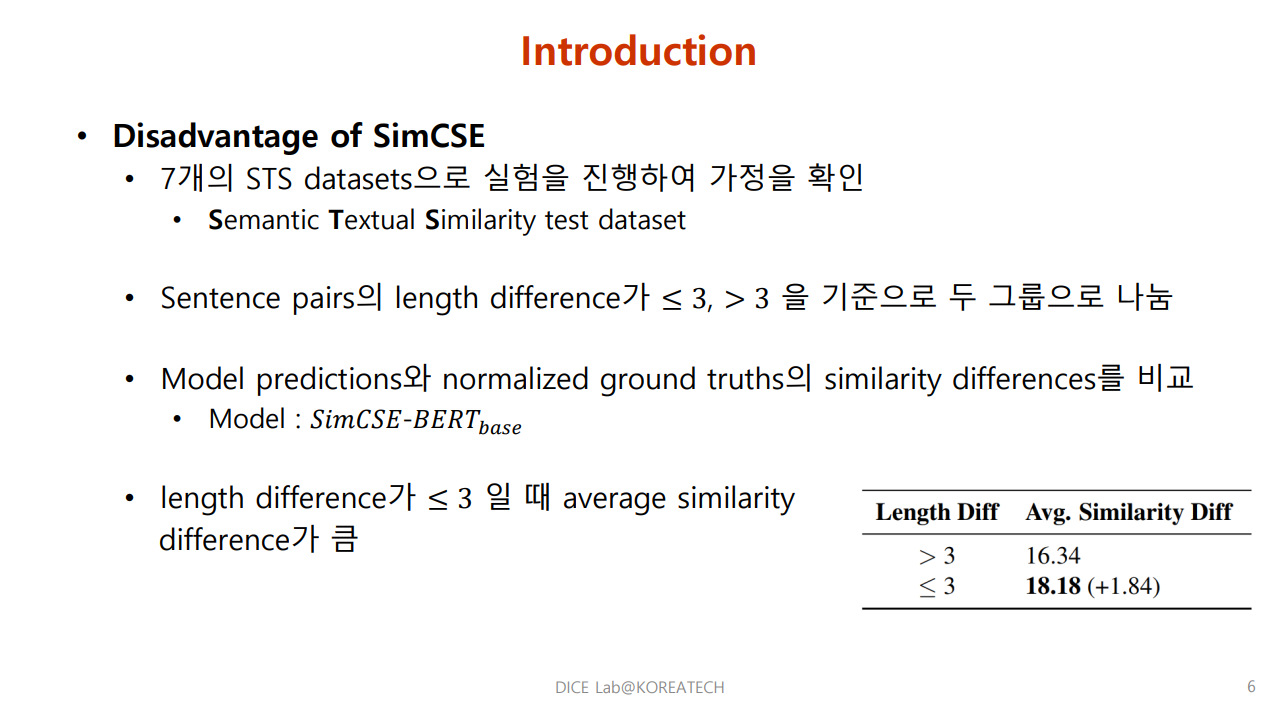 Introduction
• Disadvantage of SimCSE
• 7개의 STS datasets으로 실험을 진행하여 가정을 확인
• Semantic Textual Similarity test dataset
• Sentence pairs의 length difference가 ≤ 3, > 3 을 기준으로 두 그룹으로 나눔
• Model predictions와 normalized ground truths의 similarity differences를 비교
• Model : SimCSE-BERT_base
• length difference가 ≤ 3 일 때 average similarity
difference가 큼
Length Diff Avg. Similarity Diff
> 3 16.34
≤ 3 18.18 (+1.84)
DICE Lab@KOREATECH
6